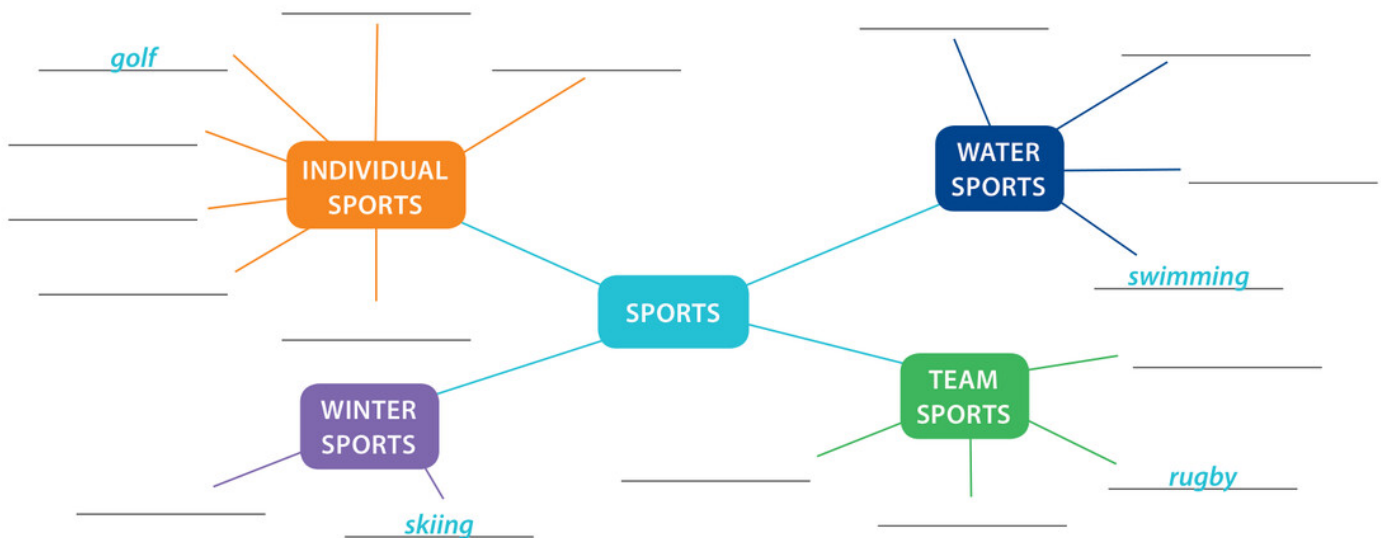 golf
INDIVIDUAL
SPORTS
WATER
SPORTS
swimming
SPORTS
TEAM
SPORTS
rugby
WINTER
SPORTS
skiing